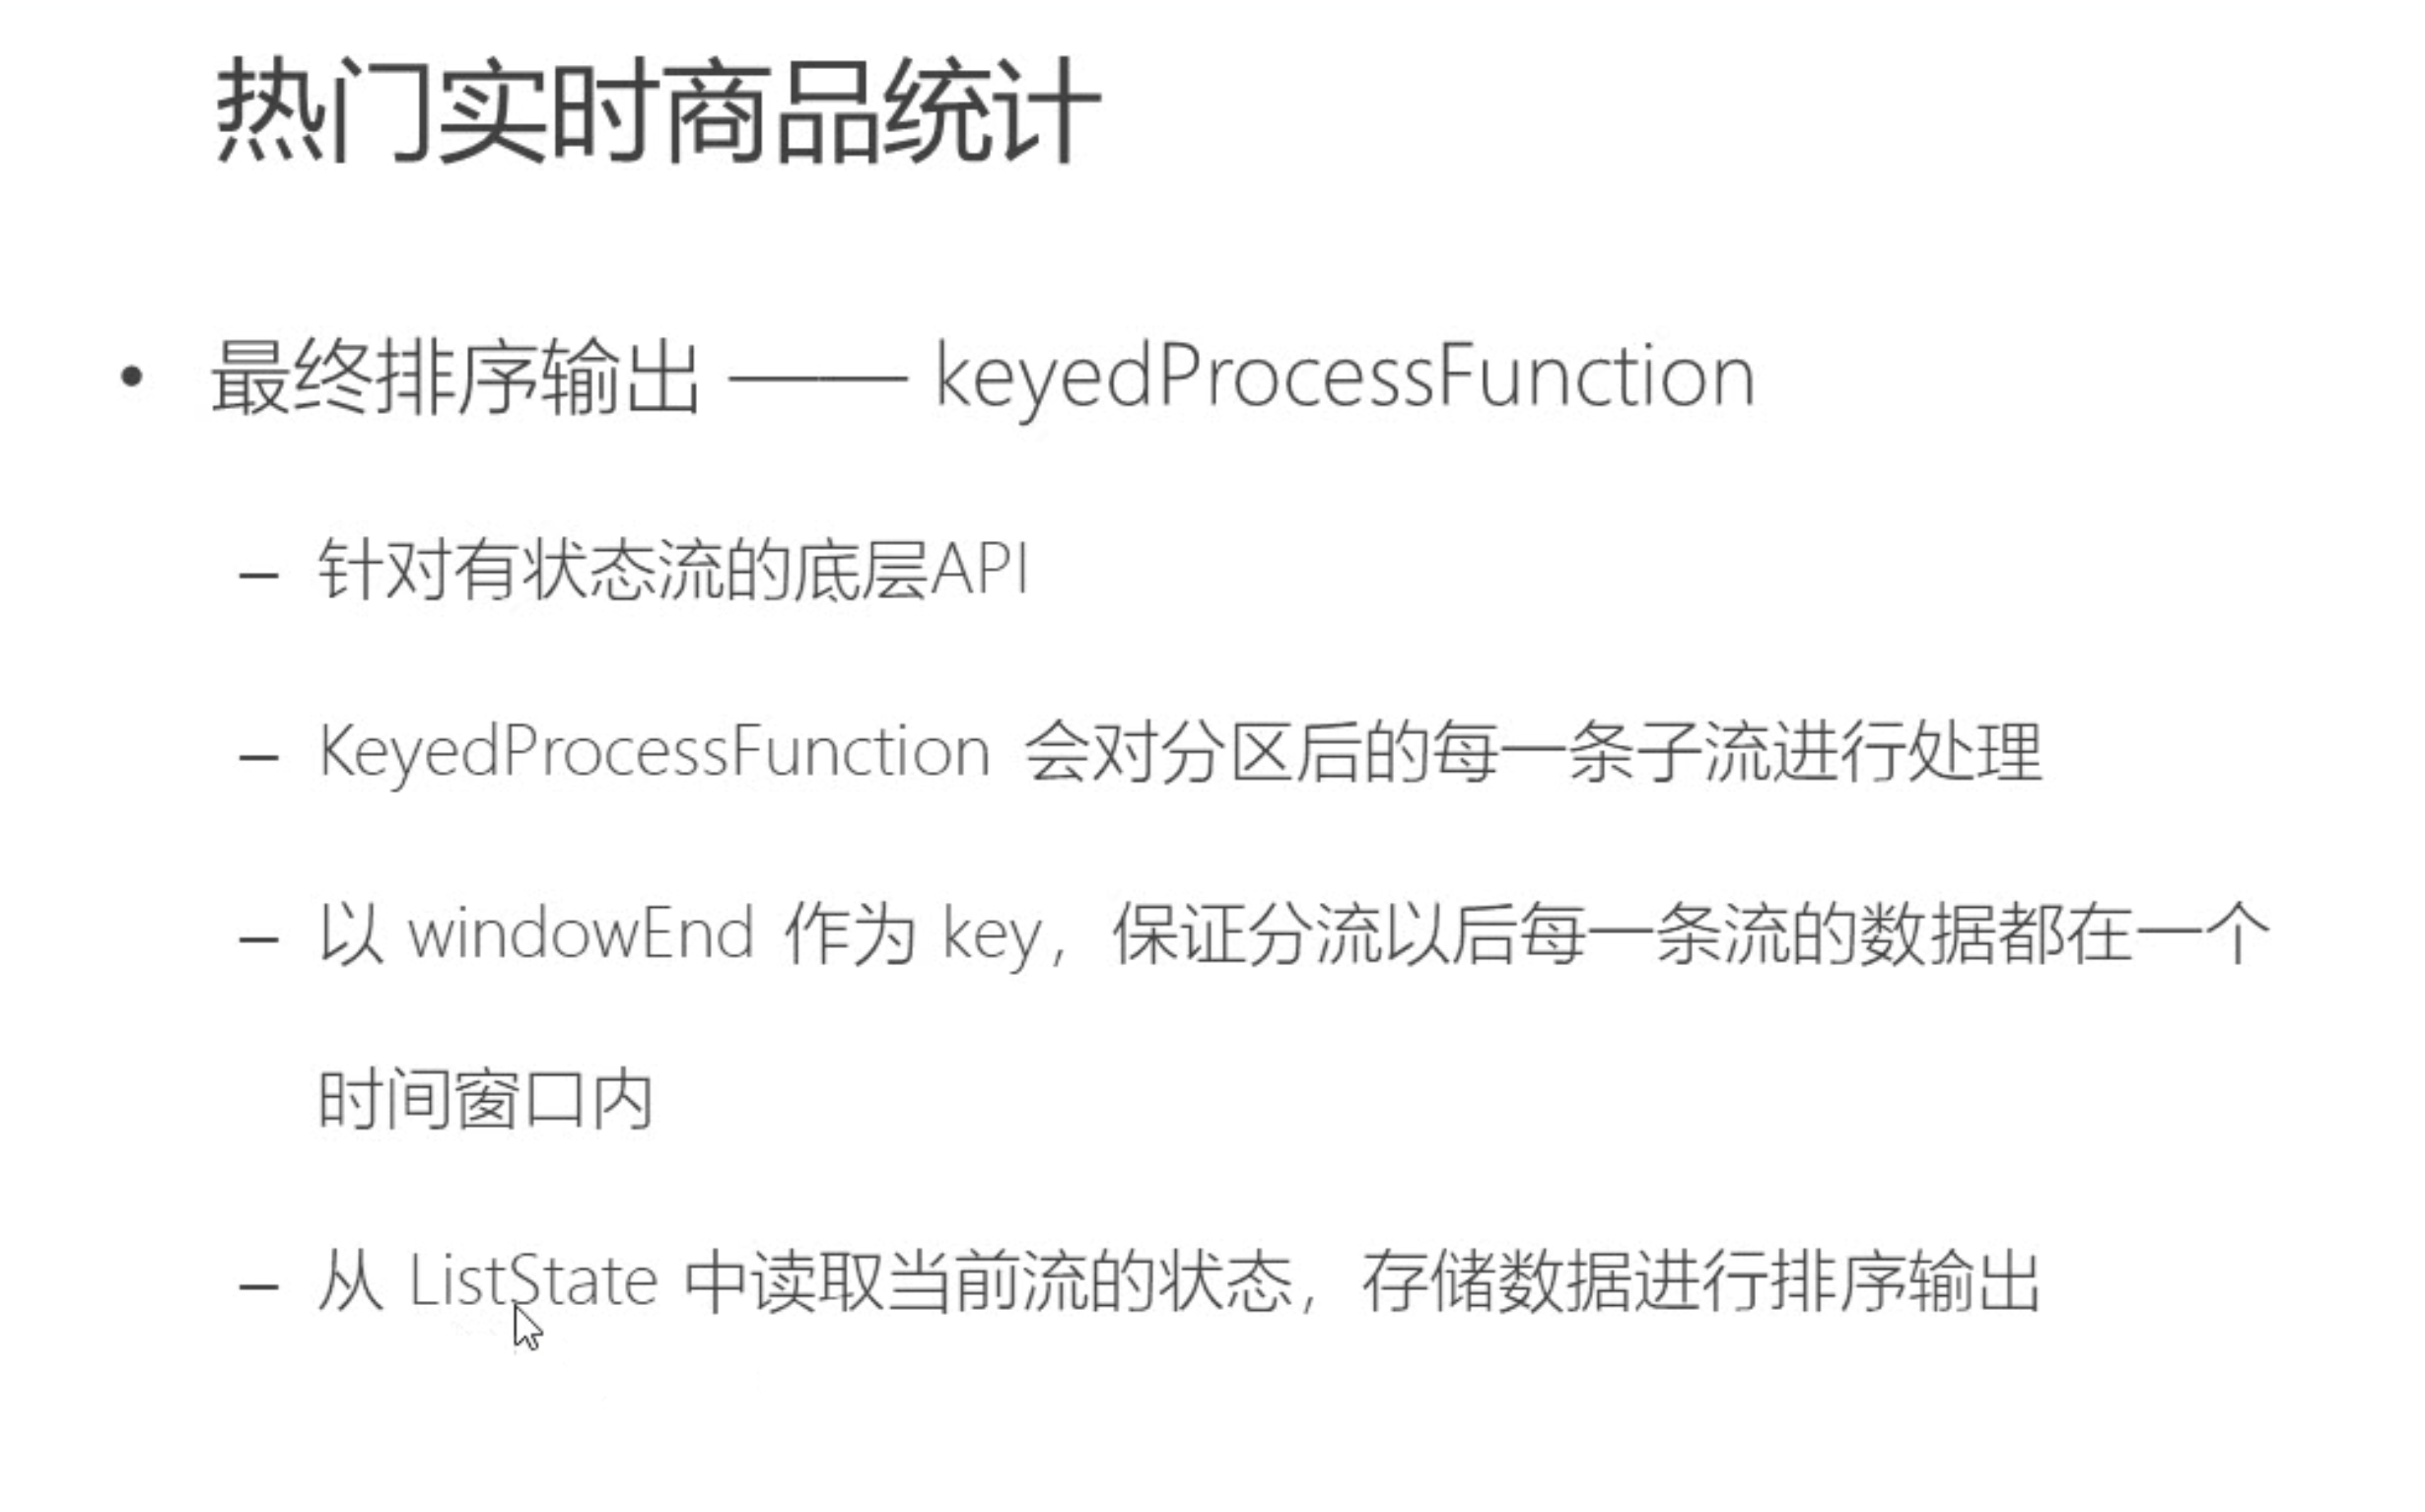 热门实时商品统计
• 最终排序输出 —— keyedProcessFunction
– 针对有状态流的底层API
– KeyedProcessFunction 会对分区后的每一条子流进行处理
– 以 windowEnd 作为 key，保证分流以后每一条流的数据都在一个
时间窗口内
– 从 ListState 中读取当前流的状态，存储数据进行排序输出